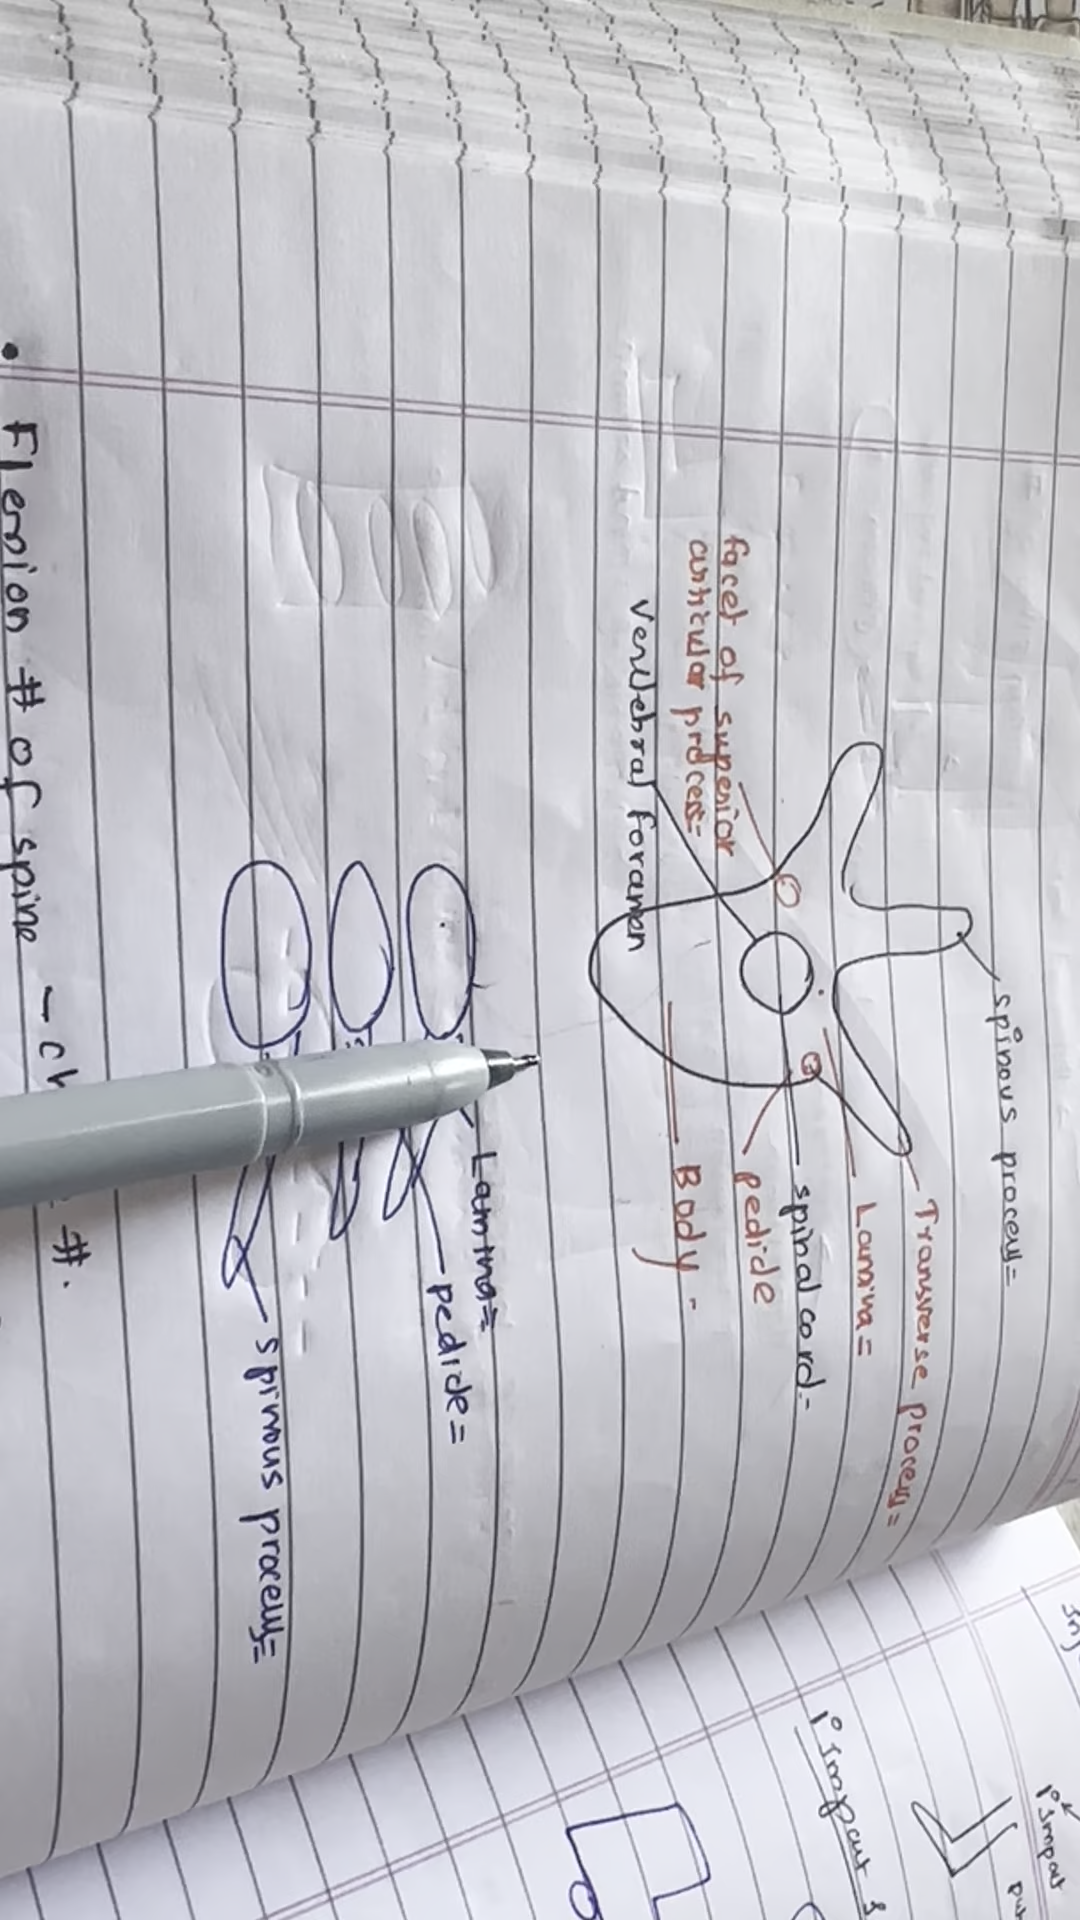 spinous process=
Transverse process=
Lamina=
spinal cord.-
pedicle
Body -
facet of superior
articular process=
Vertebral foramen
Lamina=
pedicle=
spinous process=
• Flexion # of spine – ch
#.
1° Impact
1° Impact &